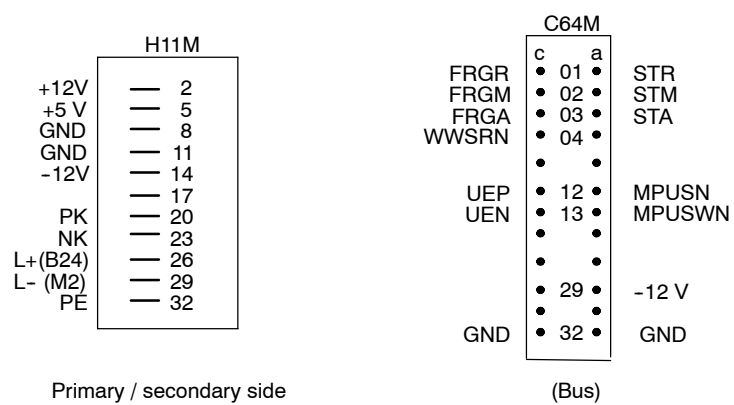 H11M
+12V 2
+5 V 5
GND 8
GND 11
-12V 14
17
PK 20
NK 23
L+(B24) 26
L- (M2) 29
PE 32
Primary / secondary side
C64M
c a
FRGR 01 STR
FRGM 02 STM
FRGA 03 STA
WWSRN 04
UEP 12 MPUSN
UEN 13 MPUSWN
29 -12 V
GND 32 GND
(Bus)